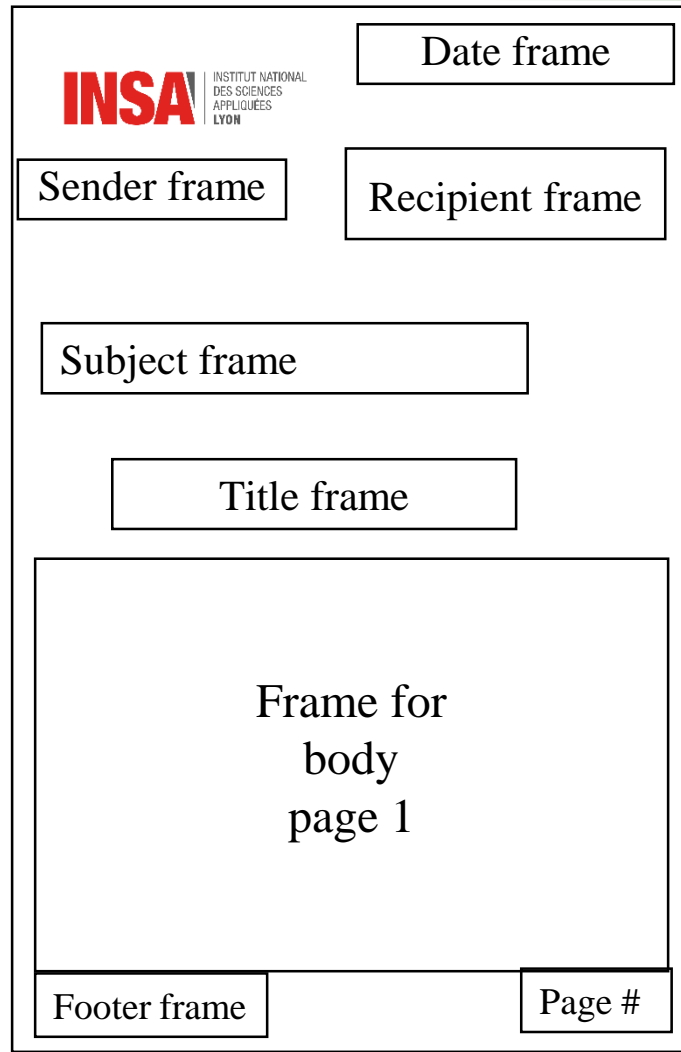 Date frame
INSA
INSTITUT NATIONAL
DES SCIENCES
APPLIQUÉES
LYON
Sender frame
Recipient frame
Subject frame
Title frame
Frame for
body
page 1
Footer frame
Page #